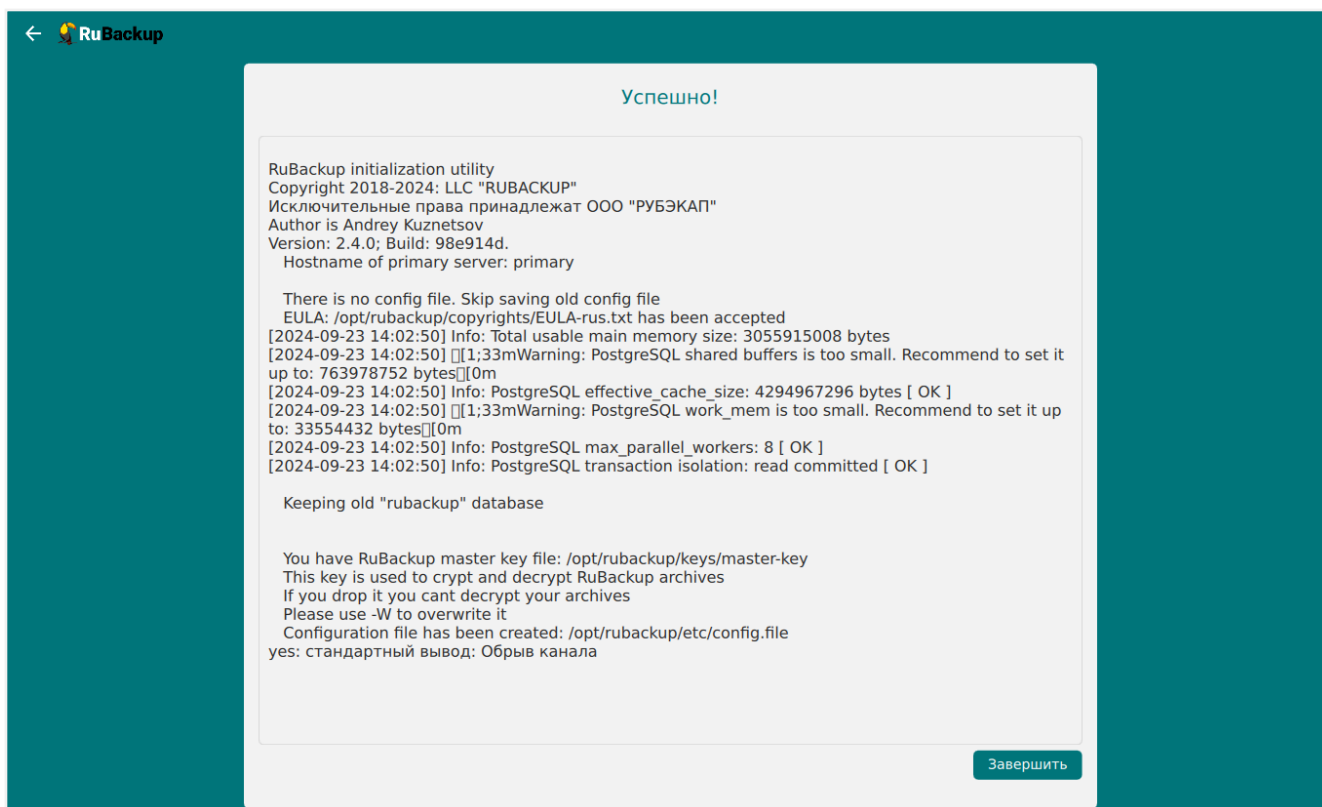 RuBackup
Успешно!
RuBackup initialization utility
Copyright 2018-2024: LLC "RUBACKUP"
Исключительные права принадлежат ООО "РУБЭКАП"
Author is Andrey Kuznetsov
Version: 2.4.0; Build: 98e914d.
Hostname of primary server: primary
There is no config file. Skip saving old config file
EULA: /opt/rubackup/copyrights/EULA-rus.txt has been accepted
[2024-09-23 14:02:50] Info: Total usable main memory size: 3055915008 bytes
[2024-09-23 14:02:50] ▯[1;33mWarning: PostgreSQL shared buffers is too small. Recommend to set it
up to: 763978752 bytes▯[0m
[2024-09-23 14:02:50] Info: PostgreSQL effective_cache_size: 4294967296 bytes [ OK ]
[2024-09-23 14:02:50] ▯[1;33mWarning: PostgreSQL work_mem is too small. Recommend to set it up
to: 33554432 bytes▯[0m
[2024-09-23 14:02:50] Info: PostgreSQL max_parallel_workers: 8 [ OK ]
[2024-09-23 14:02:50] Info: PostgreSQL transaction isolation: read committed [ OK ]
Keeping old "rubackup" database
You have RuBackup master key file: /opt/rubackup/keys/master-key
This key is used to crypt and decrypt RuBackup archives
If you drop it you cant decrypt your archives
Please use -W to overwrite it
Configuration file has been created: /opt/rubackup/etc/config.file
yes: стандартный вывод: Обрыв канала
Завершить